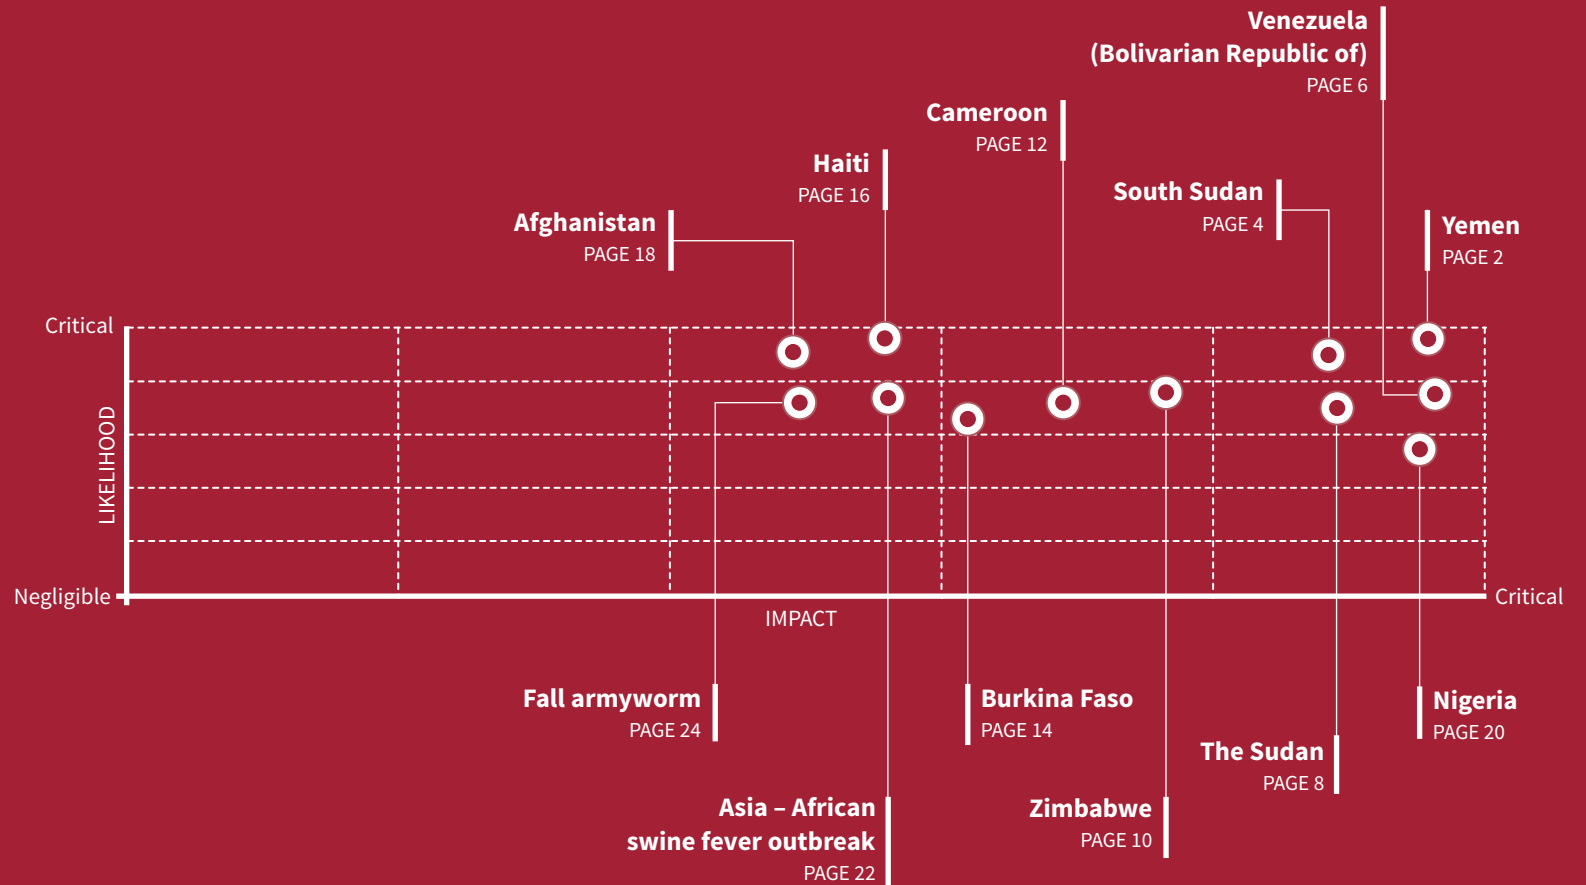 Venezuela
(Bolivarian Republic of)
PAGE 6
Cameroon
PAGE 12
Haiti
PAGE 16
South Sudan
PAGE 4
Afghanistan
PAGE 18
Yemen
PAGE 2
Critical
LIKELIHOOD
Negligible
Critical
IMPACT
Fall armyworm
PAGE 24
Burkina Faso
PAGE 14
Nigeria
PAGE 20
The Sudan
PAGE 8
Asia – African
swine fever outbreak
PAGE 22
Zimbabwe
PAGE 10